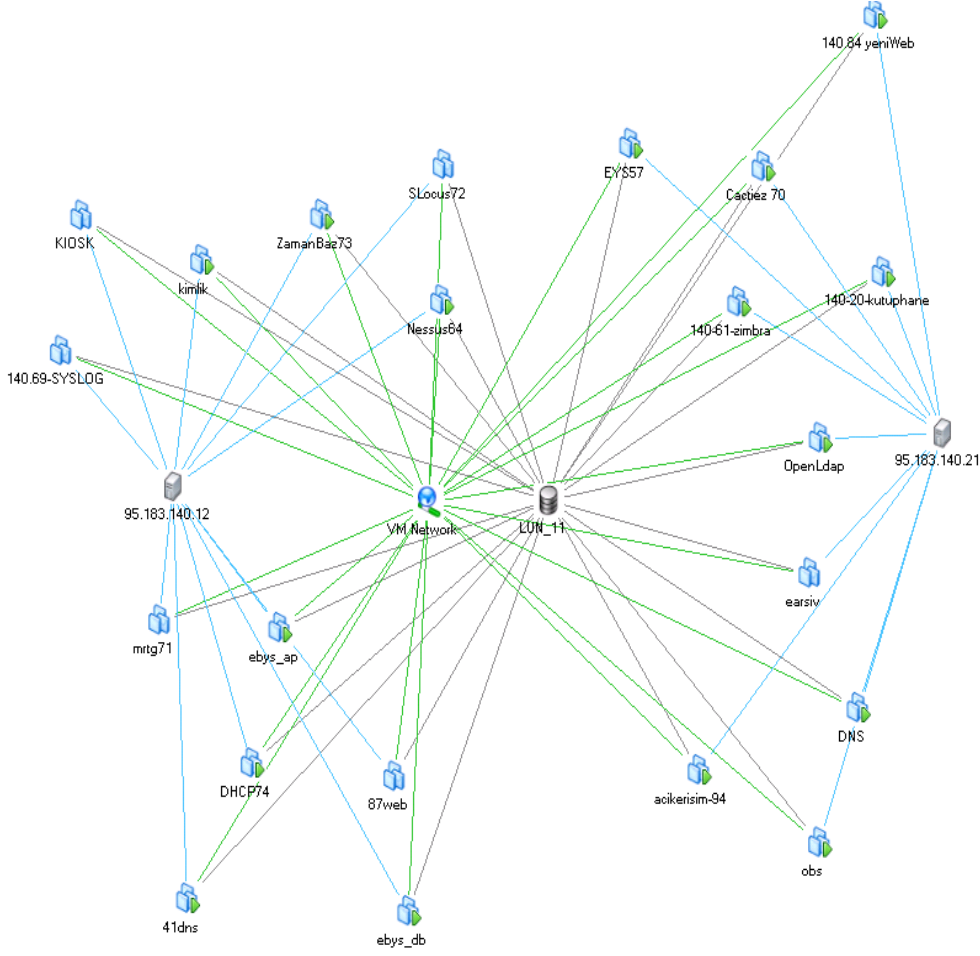 140.84 yeniWeb
EYS57
SLocus72
Cactiez 70
KIOSK
ZamanBaz73
kimlik
140-20-kutuphane
Nessus64
140-61-zimbra
140.69-SYSLOG
OpenLdap
95.183.140.21
95.183.140.12
VM Network
LUN_11
earsiv
mrtg71
ebys_ap
DNS
DHCP74
87web
acikerisim-94
obs
41dns
ebys_db